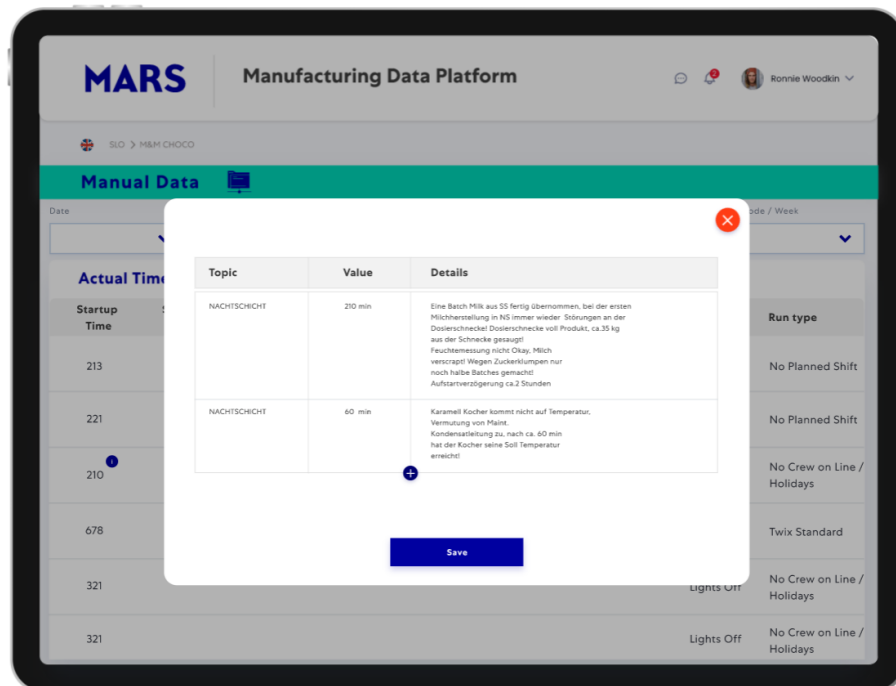 MARS
Manufacturing Data Platform
2
Ronnie Woodkin
SLO > M&M CHOCO
Manual Data
Date
ode / Week
Actual Time
Startup
Time
Run type
213
No Planned Shift
221
No Planned Shift
210
i
No Crew on Line /
Holidays
678
Twix Standard
321
Lights Off
No Crew on Line /
Holidays
321
Lights Off
No Crew on Line /
Holidays
Topic
Value
Details
NACHTSCHICHT
210 min
Eine Batch Milk aus SS fertig übernommen, bei der ersten
Milchherstellung in NS immer wieder Störungen an der
Dosierschnecke! Dosierschnecke voll Produkt, ca.35 kg
aus der Schnecke gesaugt!
Feuchtemessung nicht Okay, Milch
verscrapt! Wegen Zuckerklumpen nur
noch halbe Batches gemacht!
Aufstartverzögerung ca.2 Stunden
NACHTSCHICHT
60 min
Karamell Kocher kommt nicht auf Temperatur,
Vermutung von Maint.
Kondensatleitung zu, nach ca. 60 min
hat der Kocher seine Soll Temperatur
erreicht!
Save